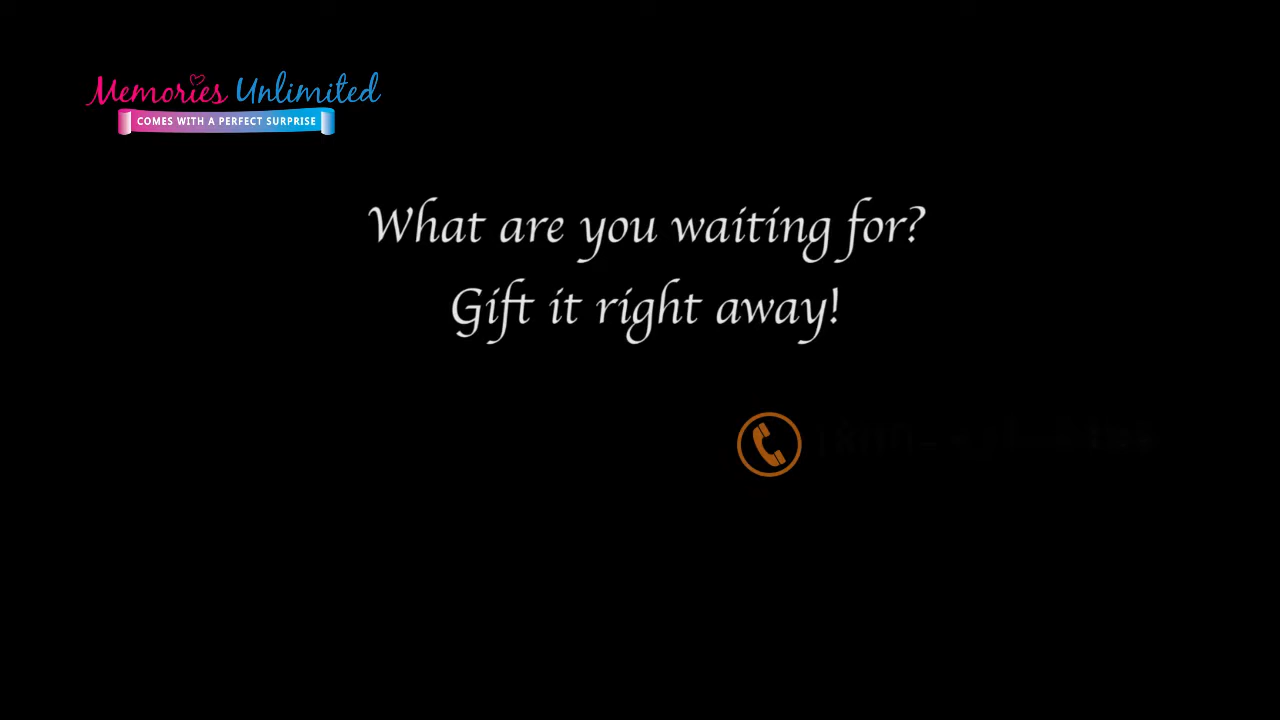 Memories Unlimited
COMES WITH A PERFECT SURPRISE
What are you waiting for?
Gift it right away!